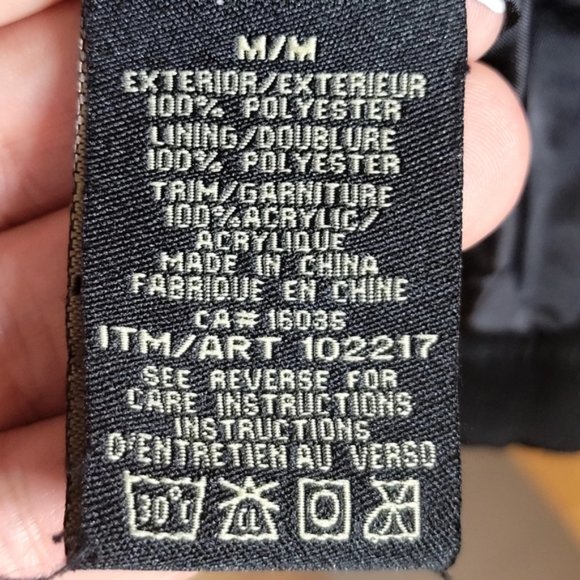 M/M
EXTERIOR/EXTERIEUR
100% POLYESTER
LINING/DOUBLURE
100% POLYESTER
TRIM/GARNITURE
100% ACRYLIC/
ACRYLIQUE
MADE IN CHINA
FABRIQUE EN CHINE
CA# 16035
ITM/ART 102217
SEE REVERSE FOR
CARE INSTRUCTIONS
INSTRUCTIONS
D'ENTRETIEN AU VERSO
30°
CL